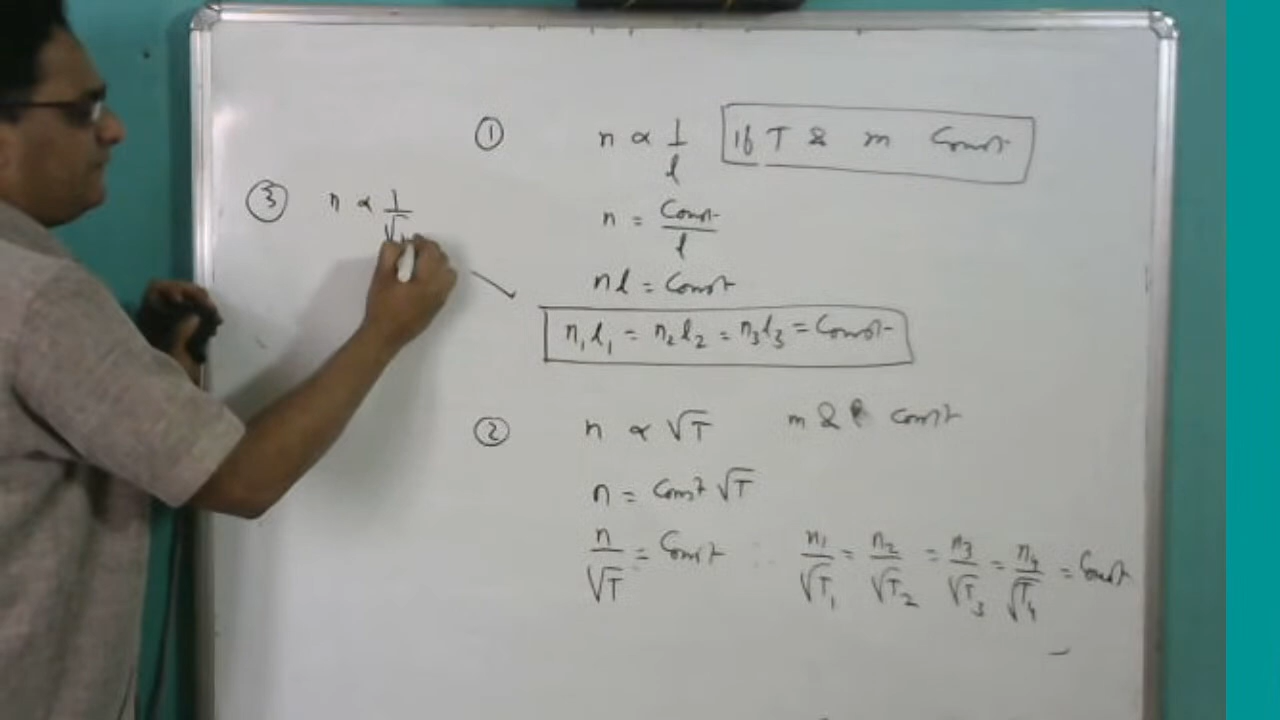 ① n ∝ 1/l if T & m Const
n = Const/l
nl = Const
n₁l₁ = n₂l₂ = n₃l₃ = Const
② n ∝ √T m & l const
n = Const √T
n/√T = Const ∴ n₁/√T₁ = n₂/√T₂ = n₃/√T₃ = n₄/√T₄ = Const
③ n ∝ 1/√